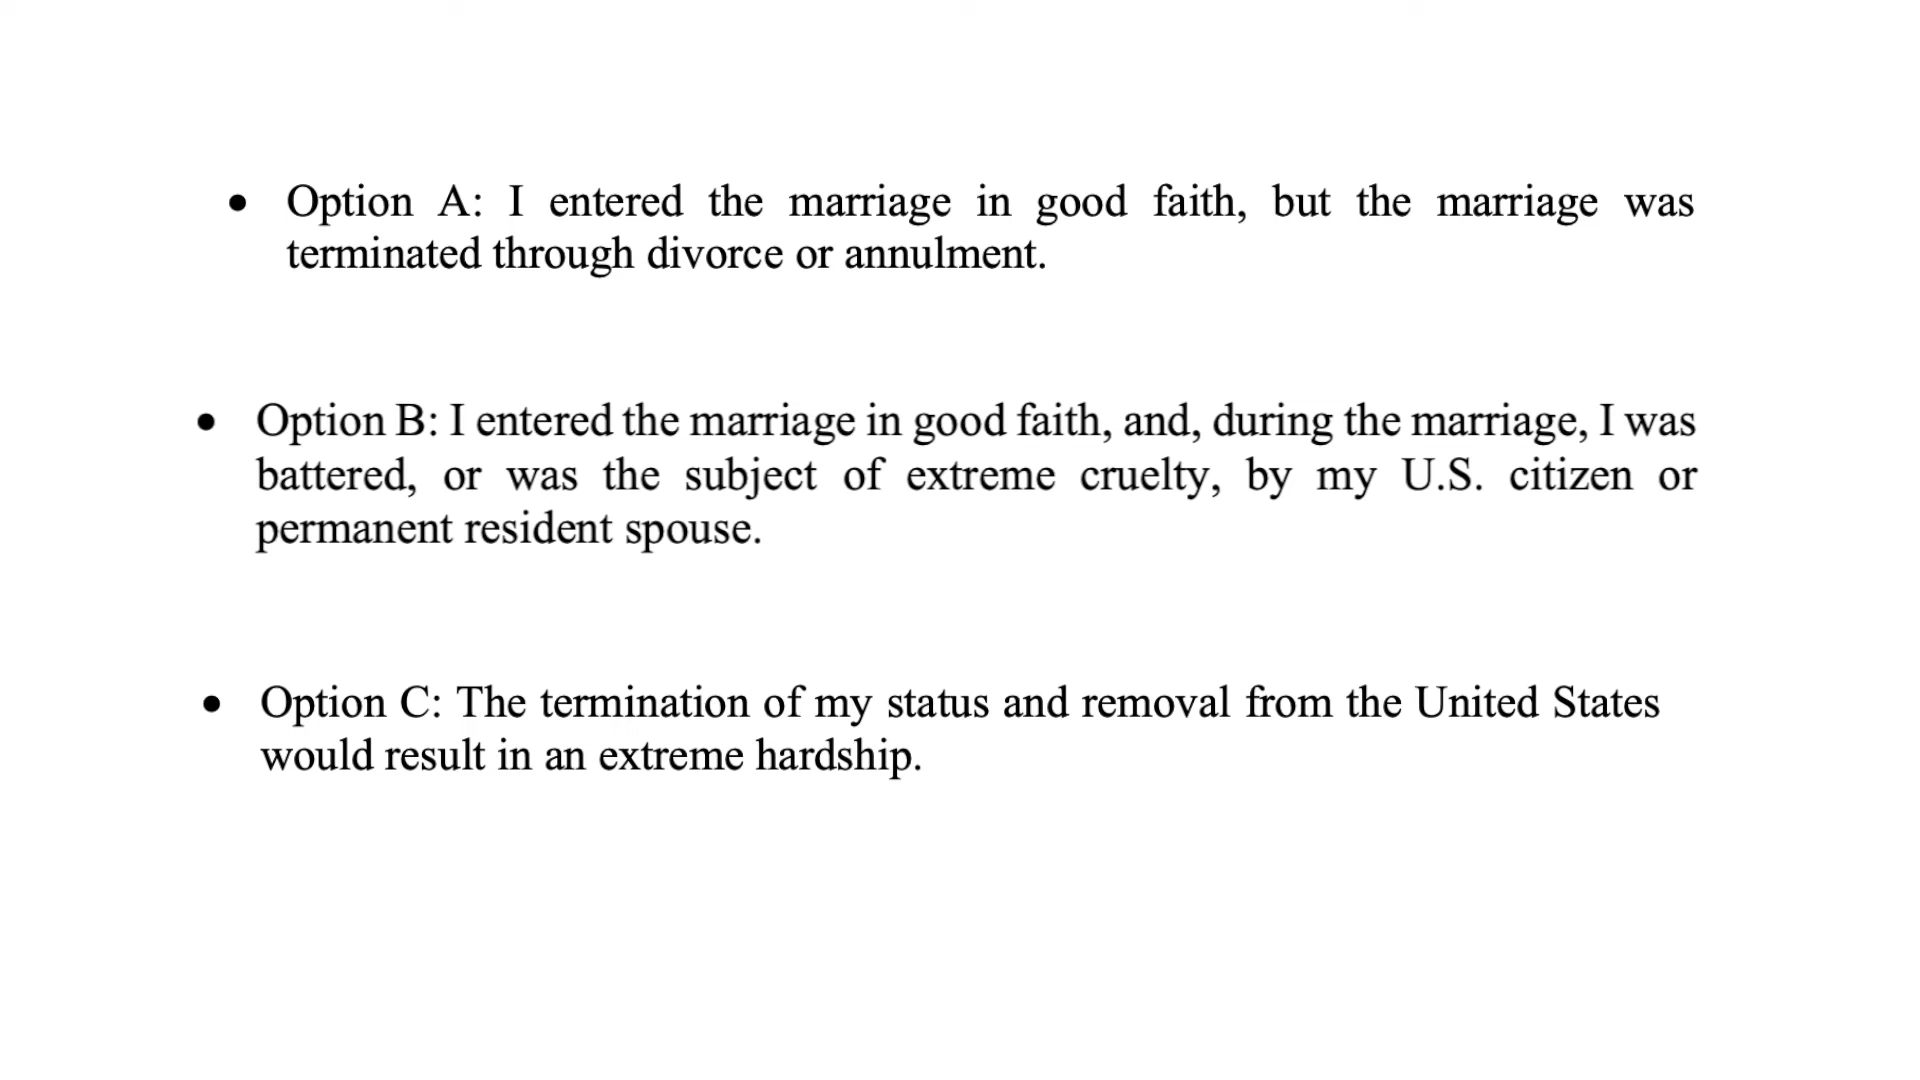 • Option A: I entered the marriage in good faith, but the marriage was
terminated through divorce or annulment.
• Option B: I entered the marriage in good faith, and, during the marriage, I was
battered, or was the subject of extreme cruelty, by my U.S. citizen or
permanent resident spouse.
• Option C: The termination of my status and removal from the United States
would result in an extreme hardship.